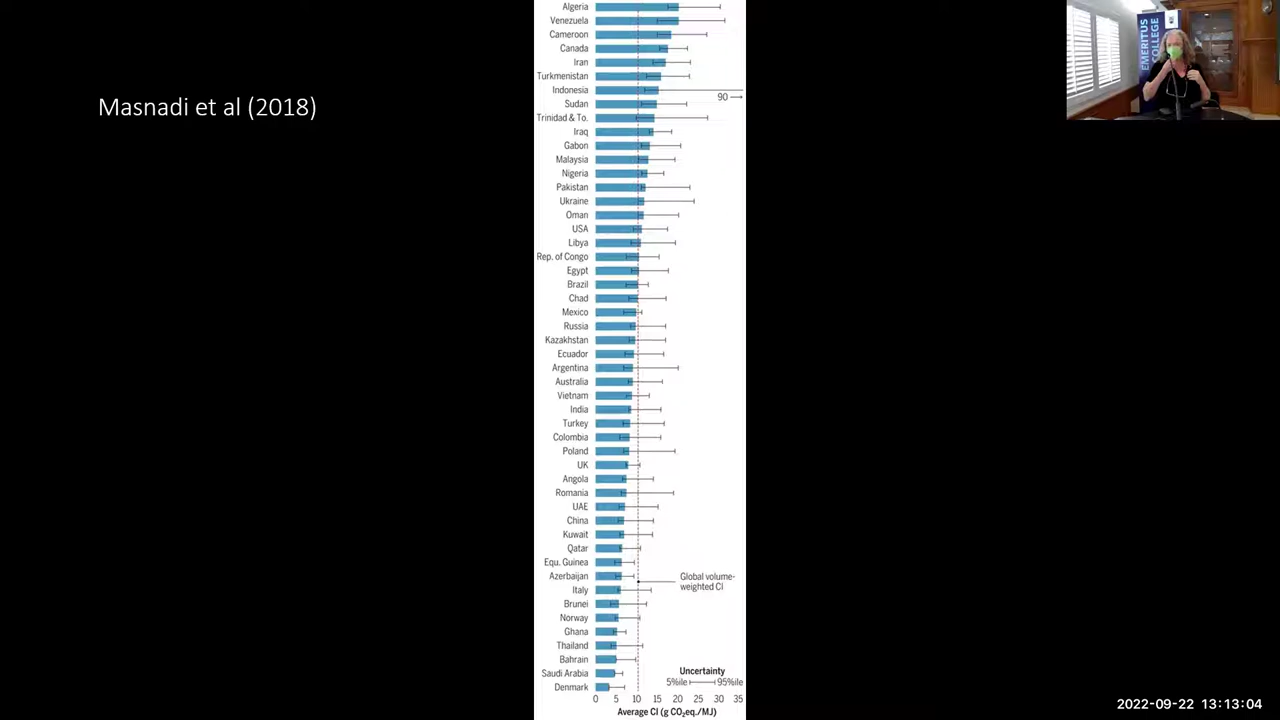 Masnadi et al (2018)
Algeria
Venezuela
Cameroon
Canada
Iran
Turkmenistan
Indonesia
90
Sudan
Trinidad & To.
Iraq
Gabon
Malaysia
Nigeria
Pakistan
Ukraine
Oman
USA
Libya
Rep. of Congo
Egypt
Brazil
Chad
Mexico
Russia
Kazakhstan
Ecuador
Argentina
Australia
Vietnam
India
Turkey
Colombia
Poland
UK
Angola
Romania
UAE
China
Kuwait
Qatar
Equ. Guinea
Azerbaijan
Italy
Brunei
Norway
Ghana
Thailand
Bahrain
Saudi Arabia
Denmark
Global volume-
weighted CI
Uncertainty
5%ile 95%ile
0 5 10 15 20 25 30 35
Average CI (g CO₂eq./MJ)
EMERITUS
COLLEGE
2022-09-22 13:13:04